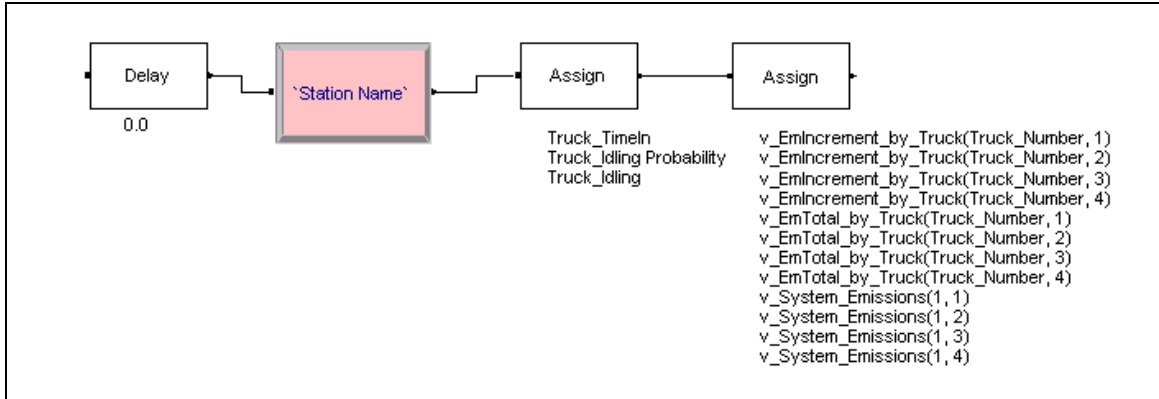 Delay
`Station Name`
Assign
Assign
0.0
Truck_TimeIn
Truck_Idling Probability
Truck_Idling
v_EmIncrement_by_Truck(Truck_Number, 1)
v_EmIncrement_by_Truck(Truck_Number, 2)
v_EmIncrement_by_Truck(Truck_Number, 3)
v_EmIncrement_by_Truck(Truck_Number, 4)
v_EmTotal_by_Truck(Truck_Number, 1)
v_EmTotal_by_Truck(Truck_Number, 2)
v_EmTotal_by_Truck(Truck_Number, 3)
v_EmTotal_by_Truck(Truck_Number, 4)
v_System_Emissions(1, 1)
v_System_Emissions(1, 2)
v_System_Emissions(1, 3)
v_System_Emissions(1, 4)